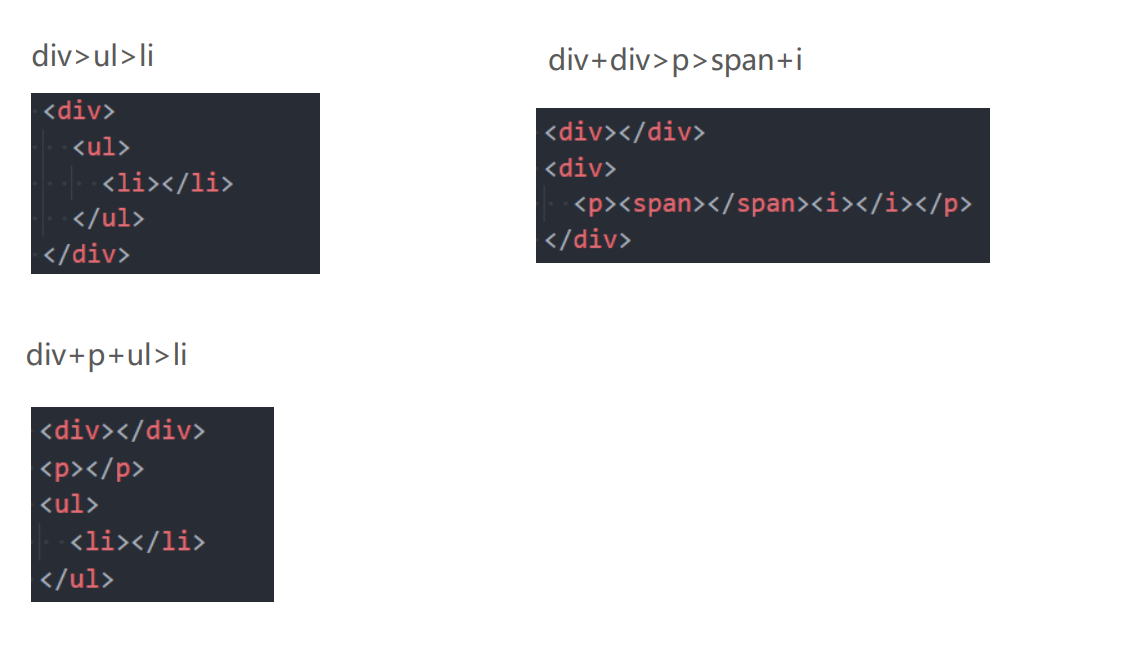 div>ul>li
<div>
<ul>
<li></li>
</ul>
</div>
div+div>p>span+i
<div></div>
<div>
<p><span></span><i></i></p>
</div>
div+p+ul>li
<div></div>
<p></p>
<ul>
<li></li>
</ul>